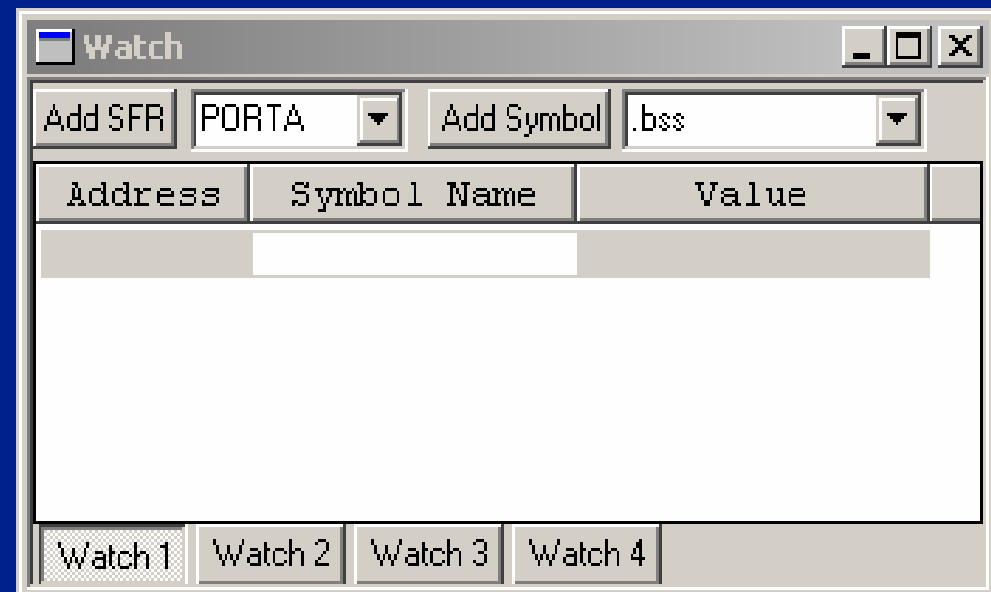 Watch
Add SFR PORTA Add Symbol .bss
Address Symbol Name Value
Watch 1 Watch 2 Watch 3 Watch 4